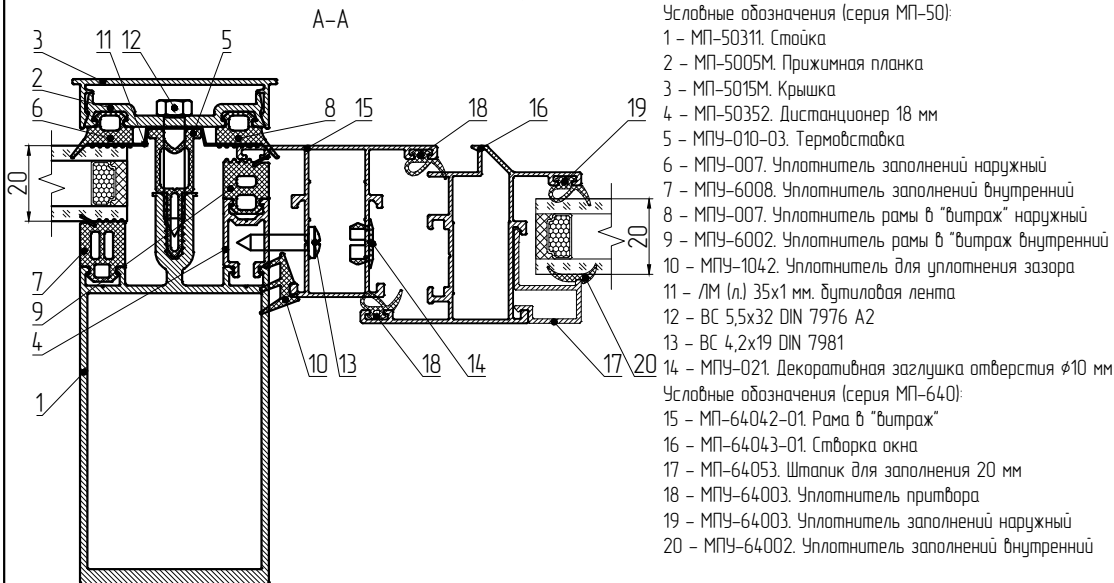 А–А
3
11
12
5
2
6
8
15
18
16
19
20
20
7
9
4
1
10
13
18
14
17
20
Условные обозначения (серия МП–50):
1 – МП–50311. Стойка
2 – МП–5005М. Прижимная планка
3 – МП–5015М. Крышка
4 – МП–50352. Дистанционер 18 мм
5 – МПУ–010–03. Термовставка
6 – МПУ–007. Уплотнитель заполнений наружный
7 – МПУ–6008. Уплотнитель заполнений внутренний
8 – МПУ–007. Уплотнитель рамы в "витраж" наружный
9 – МПУ–6002. Уплотнитель рамы в "витраж внутренний
10 – МПУ–1042. Уплотнитель для уплотнения зазора
11 – ЛМ (л.) 35х1 мм. бутиловая лента
12 – ВС 5,5х32 DIN 7976 А2
13 – ВС 4,2х19 DIN 7981
14 – МПУ–021. Декоративная заглушка отверстия ⌀10 мм
Условные обозначения (серия МП–640):
15 – МП–64042–01. Рама в "витраж"
16 – МП–64043–01. Створка окна
17 – МП–64053. Штапик для заполнения 20 мм
18 – МПУ–64003. Уплотнитель притвора
19 – МПУ–64003. Уплотнитель заполнений наружный
20 – МПУ–64002. Уплотнитель заполнений внутренний